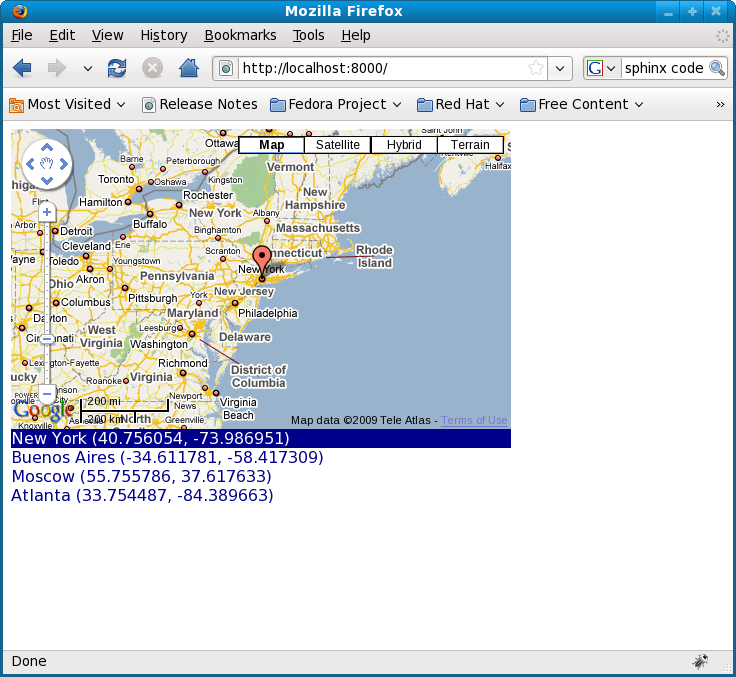 Mozilla Firefox
File Edit View History Bookmarks Tools Help
http://localhost:8000/
G
sphinx code
Most Visited Release Notes Fedora Project Red Hat Free Content »
Map Satellite Hybrid Terrain
Ottawa
Saint John
Halifax
Barrie
Peterborough
Vermont
Toronto
Oshawa
Kingston
Hamilton
Rochester
New
Hampshire
Buffalo
New York
Albany
Arbor
Detroit
Binghamton
Massachusetts
Cleveland
Erie
Toledo
Scranton
Rhode
Island
Youngstown
New York
Akron
Pennsylvania
Ohio
New Jersey
Columbus
Pittsburgh
York
Dayton
Maryland
Philadelphia
West
Virginia
Leesburg
Washington
Delaware
Richmond
District of
Columbia
Roanoke
Virginia
Newport
News
Virginia
Beach
200 mi
200 km
Google
Map data ©2009 Tele Atlas - Terms of Use
New York (40.756054, -73.986951)
Buenos Aires (-34.611781, -58.417309)
Moscow (55.755786, 37.617633)
Atlanta (33.754487, -84.389663)
Done